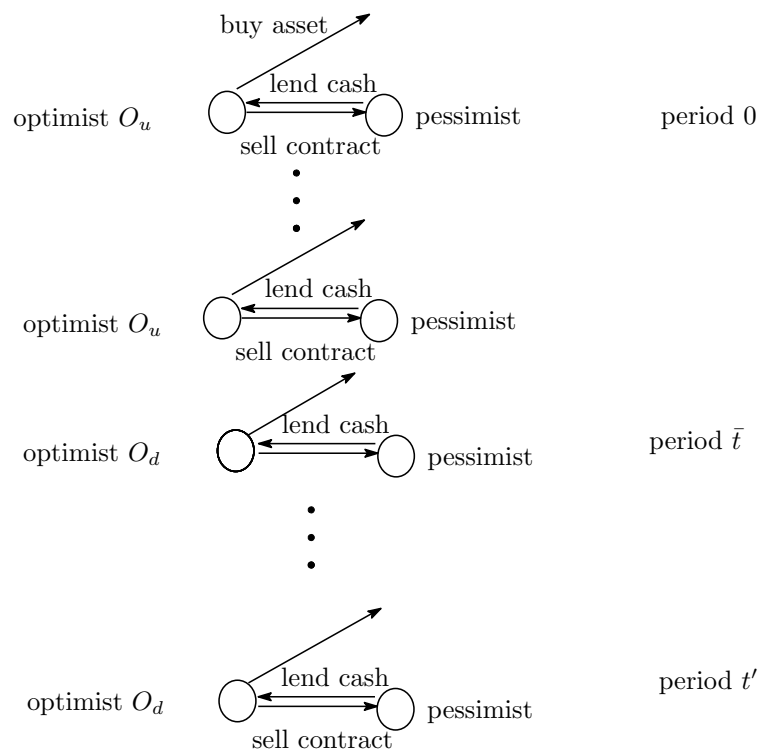 buy asset
lend cash
optimist $O_u$ pessimist period 0
sell contract
lend cash
optimist $O_u$ pessimist
sell contract
lend cash
optimist $O_d$ pessimist period $\bar{t}$
lend cash
optimist $O_d$ pessimist period $t'$
sell contract